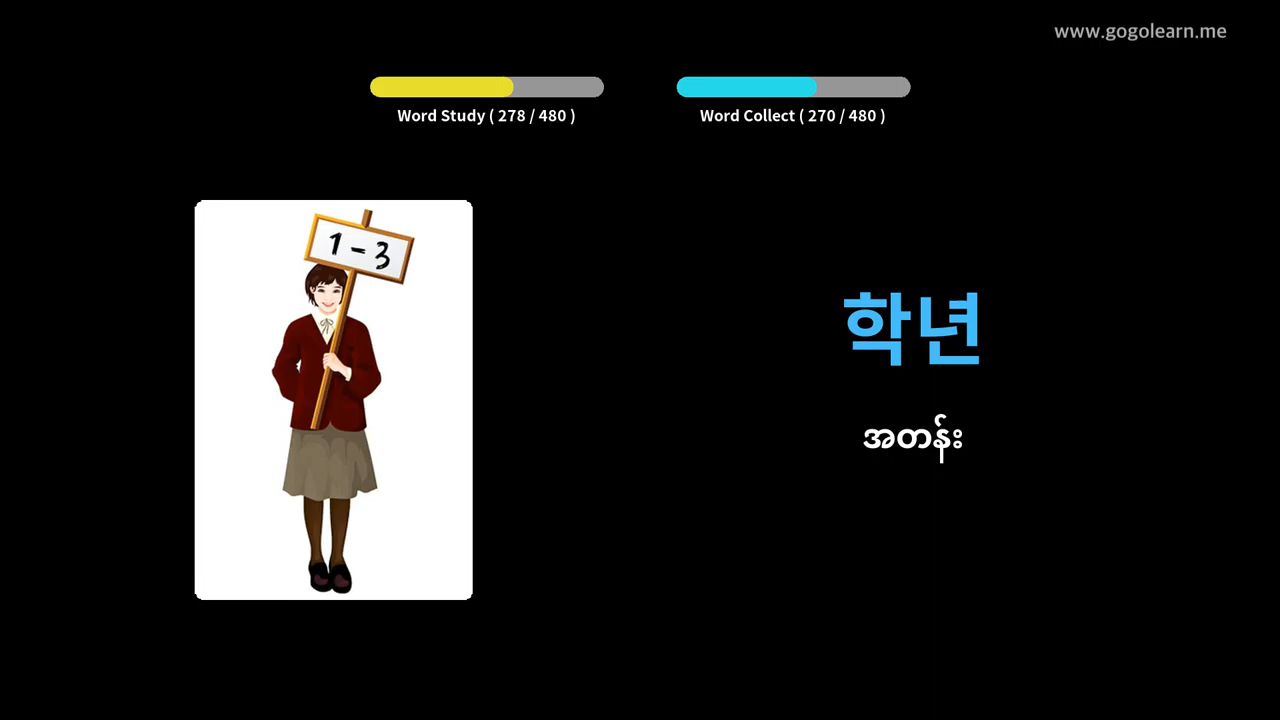 www.gogolearn.me
Word Study ( 278 / 480 )
Word Collect ( 270 / 480 )
1 - 3
학년
အတန်း